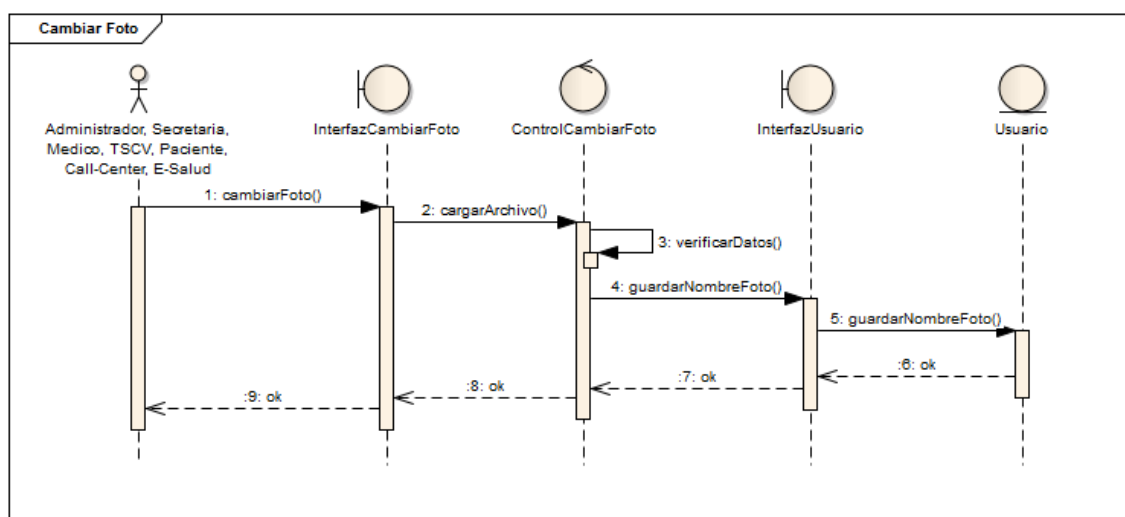 Cambiar Foto
Administrador, Secretaria,
Medico, TSCV, Paciente,
Call-Center, E-Salud
InterfazCambiarFoto
ControlCambiarFoto
InterfazUsuario
Usuario
1: cambiarFoto()
2: cargarArchivo()
3: verificarDatos()
4: guardarNombreFoto()
5: guardarNombreFoto()
:6: ok
:7: ok
:8: ok
:9: ok